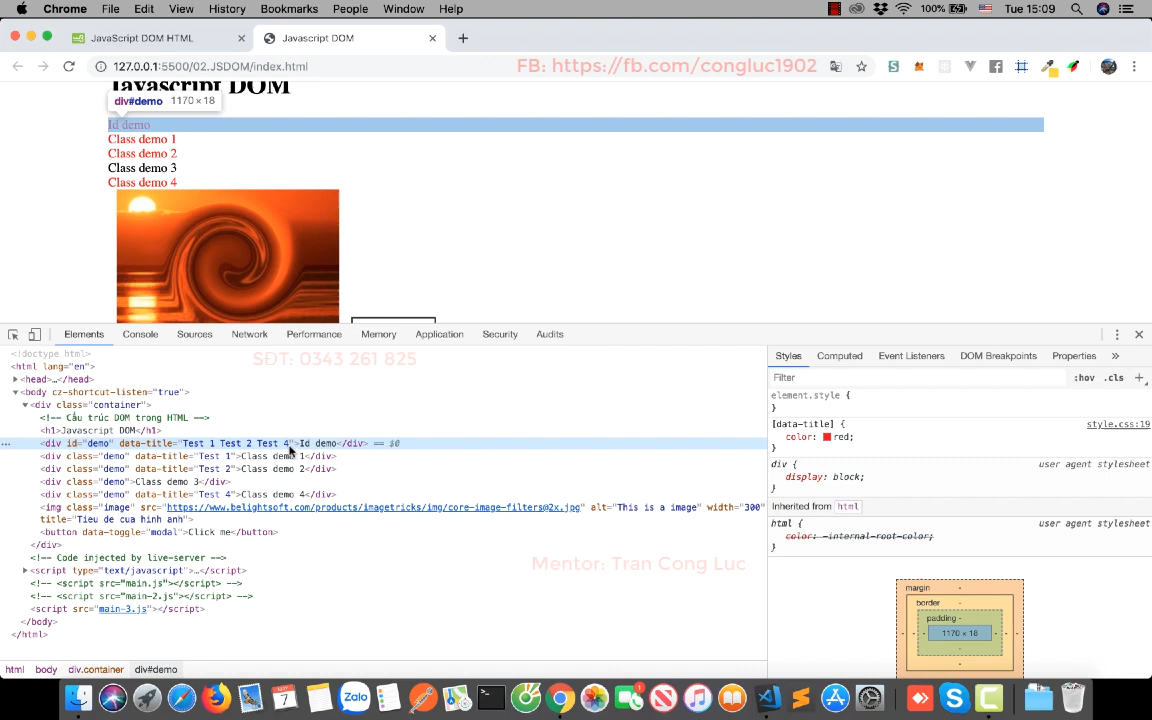 Chrome File Edit View History Bookmarks People Window Help 100% Tue 15:09
JavaScript DOM HTML Javascript DOM
127.0.0.1:5500/02.JSDOM/index.html FB: https://fb.com/congluc1902
Javascript DOM
div#demo 1170 × 18
Id demo
Class demo 1
Class demo 2
Class demo 3
Class demo 4
Elements Console Sources Network Performance Memory Application Security Audits
SĐT: 0343 261 825
<!doctype html>
<html lang="en">
<head>…</head>
<body cz-shortcut-listen="true">
<div class="container">
<!-- Cấu trúc DOM trong HTML -->
<h1>Javascript DOM</h1>
<div id="demo" data-title="Test 1 Test 2 Test 4">Id demo</div> == $0
<div class="demo" data-title="Test 1">Class demo 1</div>
<div class="demo" data-title="Test 2">Class demo 2</div>
<div class="demo">Class demo 3</div>
<div class="demo" data-title="Test 4">Class demo 4</div>
<img class="image" src="https://www.belightsoft.com/products/imagetricks/img/core-image-filters@2x.jpg" alt="This is a image" width="300"
title="Tieu de cua hinh anh">
<button data-toggle="modal">Click me</button>
</div>
<!-- Code injected by live-server -->
<script type="text/javascript">…</script>
<!-- <script src="main.js"></script> -->
<!-- <script src="main-2.js"></script> -->
<script src="main-3.js"></script>
</body>
</html>
Mentor: Tran Cong Luc
html body div.container div#demo
Styles Computed Event Listeners DOM Breakpoints Properties »
Filter :hov .cls +
element.style {
}
[data-title] { style.css:19
color: red;
}
div { user agent stylesheet
display: block;
}
Inherited from html
html { user agent stylesheet
color: -internal-root-color;
}
margin -
border -
padding -
1170 × 18
7
Zalo
1